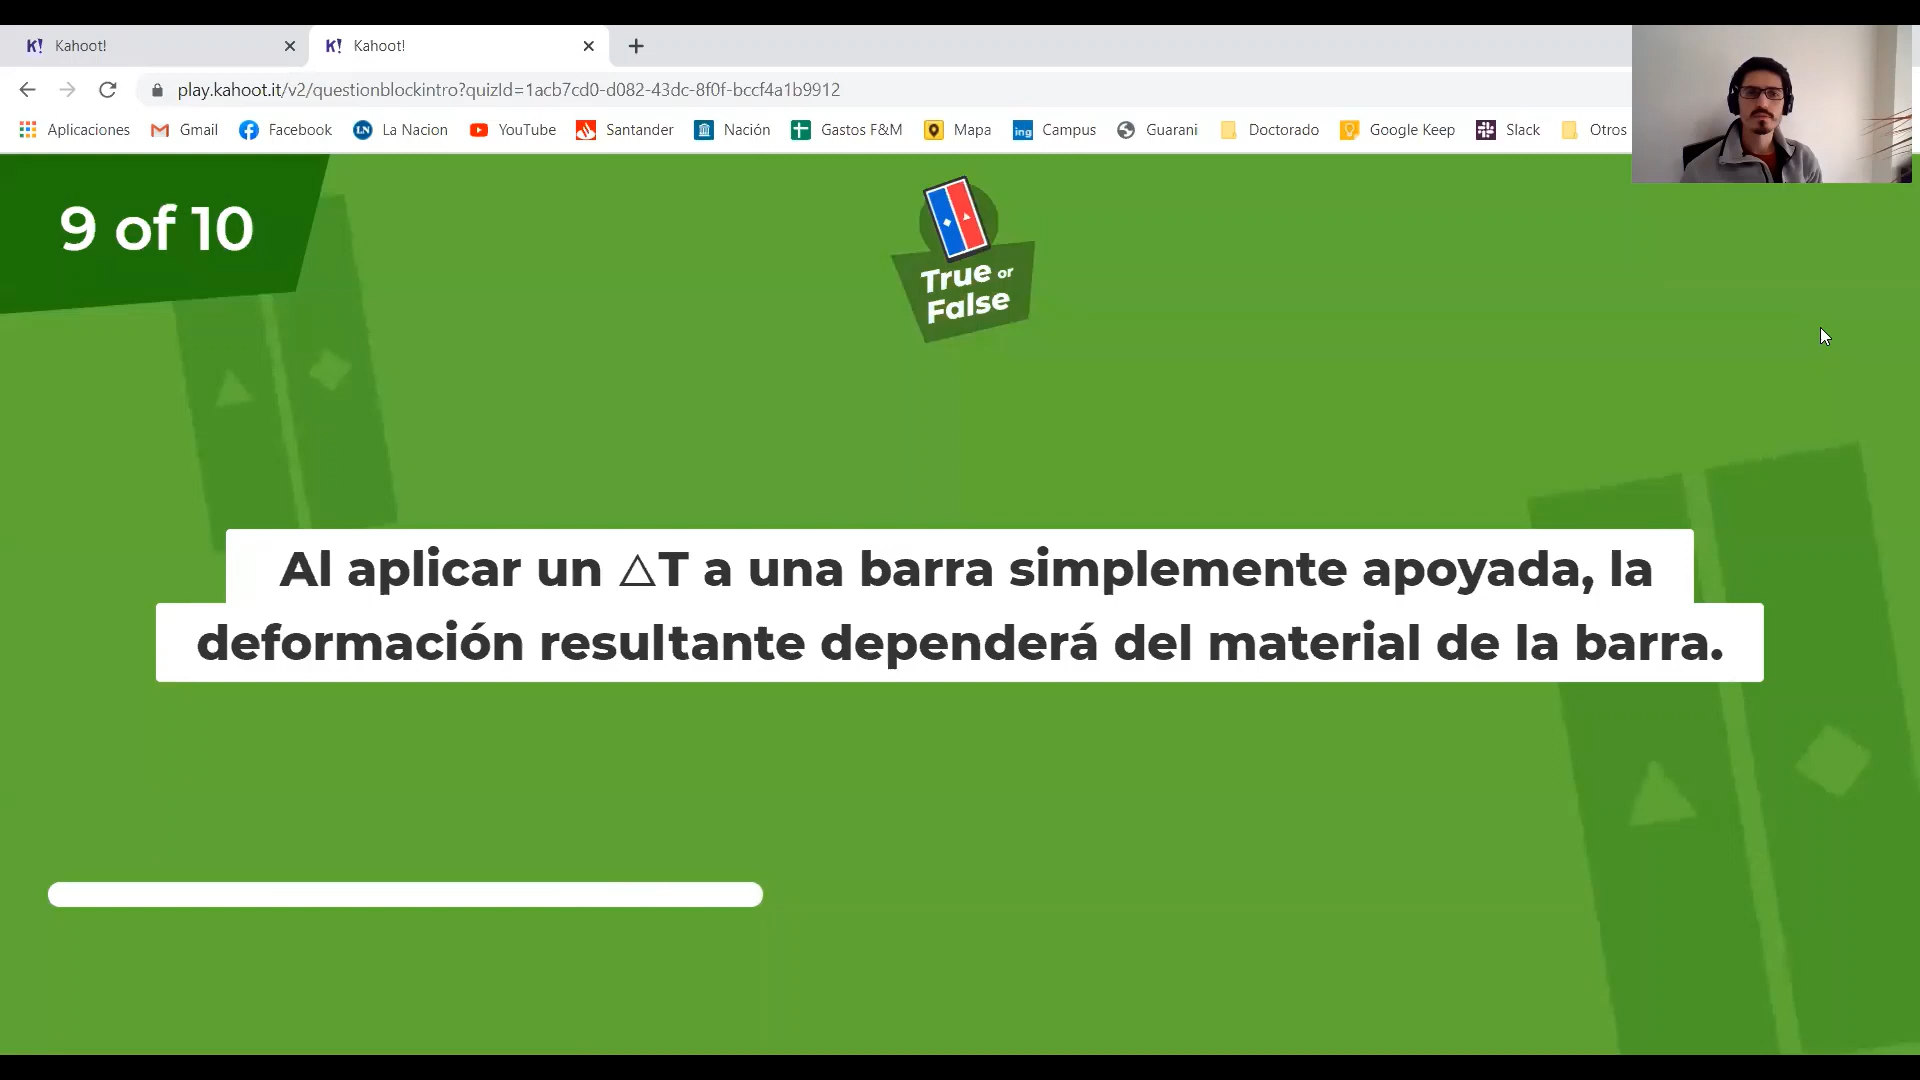 K! Kahoot!
K! Kahoot!
play.kahoot.it/v2/questionblockintro?quizId=1acb7cd0-d082-43dc-8f0f-bccf4a1b9912
Aplicaciones Gmail Facebook LN La Nacion YouTube Santander Nación Gastos F&M Mapa ing Campus Guarani Doctorado Google Keep Slack Otros
9 of 10
True or
False
Al aplicar un △T a una barra simplemente apoyada, la
deformación resultante dependerá del material de la barra.